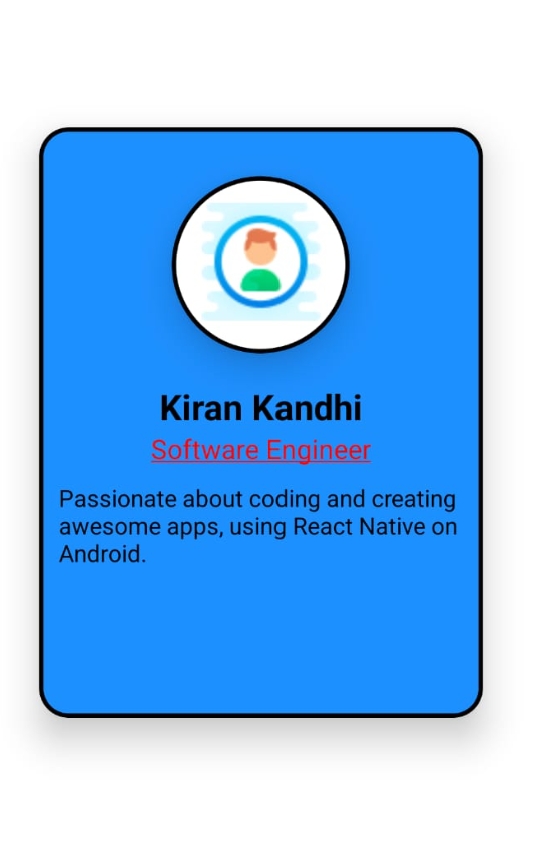 Kiran Kandhi
Software Engineer
Passionate about coding and creating
awesome apps, using React Native on
Android.